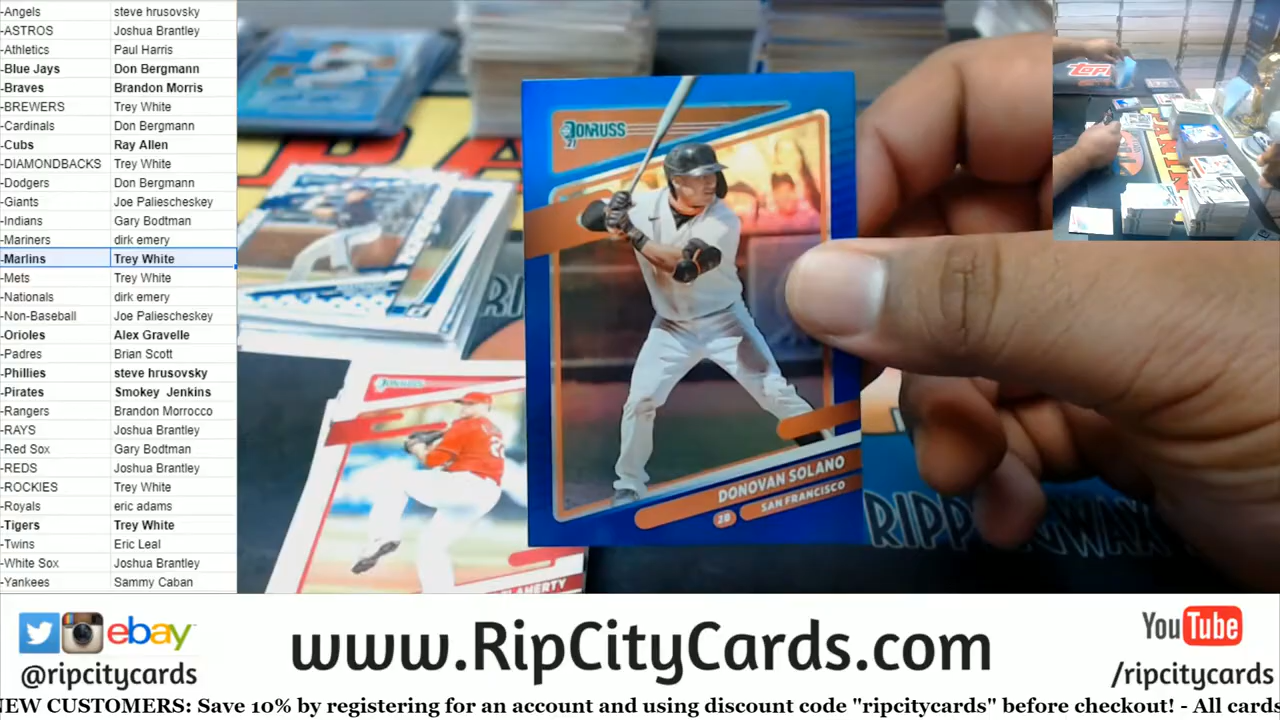 -Angels steve hrusovsky
-ASTROS Joshua Brantley
-Athletics Paul Harris
-Blue Jays Don Bergmann
-Braves Brandon Morris
-BREWERS Trey White
-Cardinals Don Bergmann
-Cubs Ray Allen
-DIAMONDBACKS Trey White
-Dodgers Don Bergmann
-Giants Joe Paliescheskey
-Indians Gary Bodtman
-Mariners dirk emery
-Marlins Trey White
-Mets Trey White
-Nationals dirk emery
-Non-Baseball Joe Paliescheskey
-Orioles Alex Gravelle
-Padres Brian Scott
-Phillies steve hrusovsky
-Pirates Smokey Jenkins
-Rangers Brandon Morrocco
-RAYS Joshua Brantley
-Red Sox Gary Bodtman
-REDS Joshua Brantley
-ROCKIES Trey White
-Royals eric adams
-Tigers Trey White
-Twins Eric Leal
-White Sox Joshua Brantley
-Yankees Sammy Caban
DONRUSS
21
DONOVAN SOLANO
2B SAN FRANCISCO
DONRUSS
LAHERTY
RIPPINGWAX
ebay
@ripcitycards
www.RipCityCards.com
YouTube
/ripcitycards
NEW CUSTOMERS: Save 10% by registering for an account and using discount code "ripcitycards" before checkout! - All cards